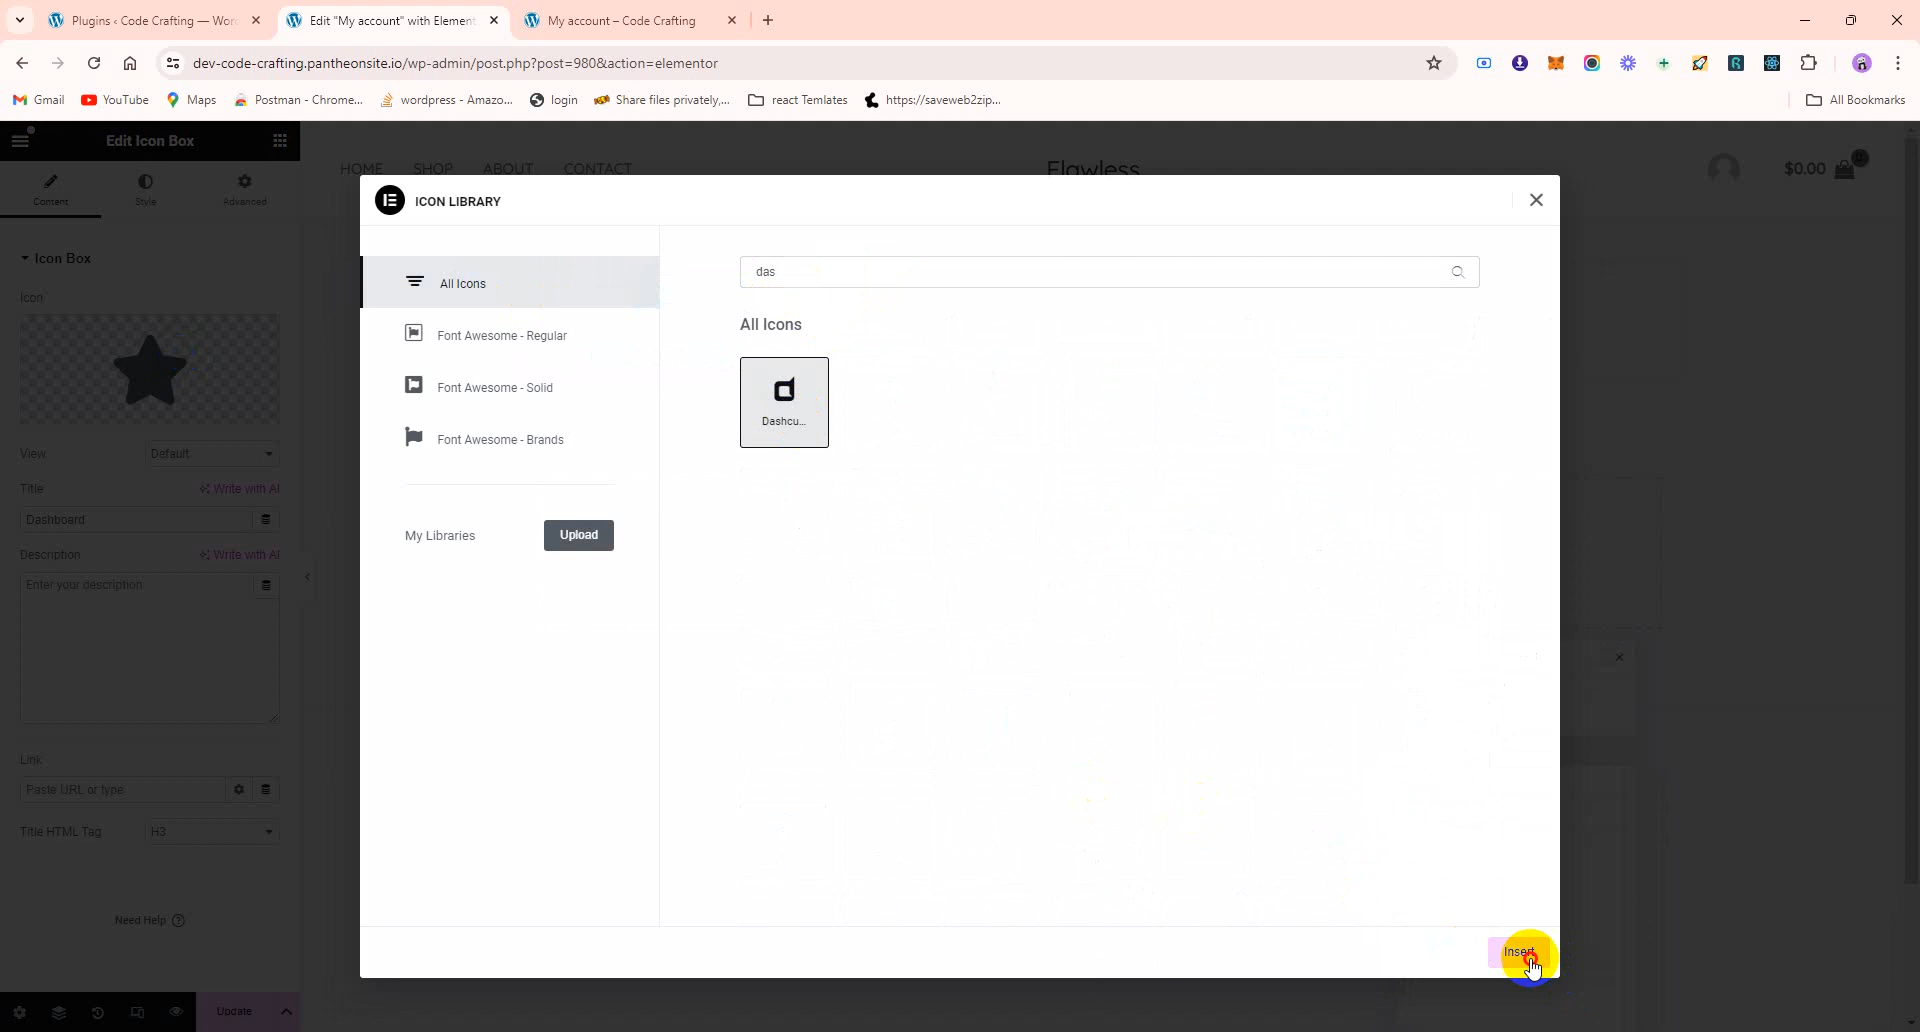 Plugins ‹ Code Crafting — Wor
Edit "My account" with Element
My account – Code Crafting
dev-code-crafting.pantheonsite.io/wp-admin/post.php?post=980&action=elementor
Gmail
YouTube
Maps
Postman - Chrome...
wordpress - Amazo...
login
Share files privately,...
react Temlates
https://saveweb2zip...
All Bookmarks
Edit Icon Box
HOME
SHOP
ABOUT
CONTACT
Flawless
$0.00
0
Content
Style
Advanced
ICON LIBRARY
Icon Box
Icon
All Icons
Font Awesome - Regular
Font Awesome - Solid
Font Awesome - Brands
My Libraries
Upload
das
All Icons
Dashcu...
View
Default
Title
Write with AI
Dashboard
Description
Write with AI
Enter your description
Link
Paste URL or type
Title HTML Tag
H3
Need Help
Insert
Update